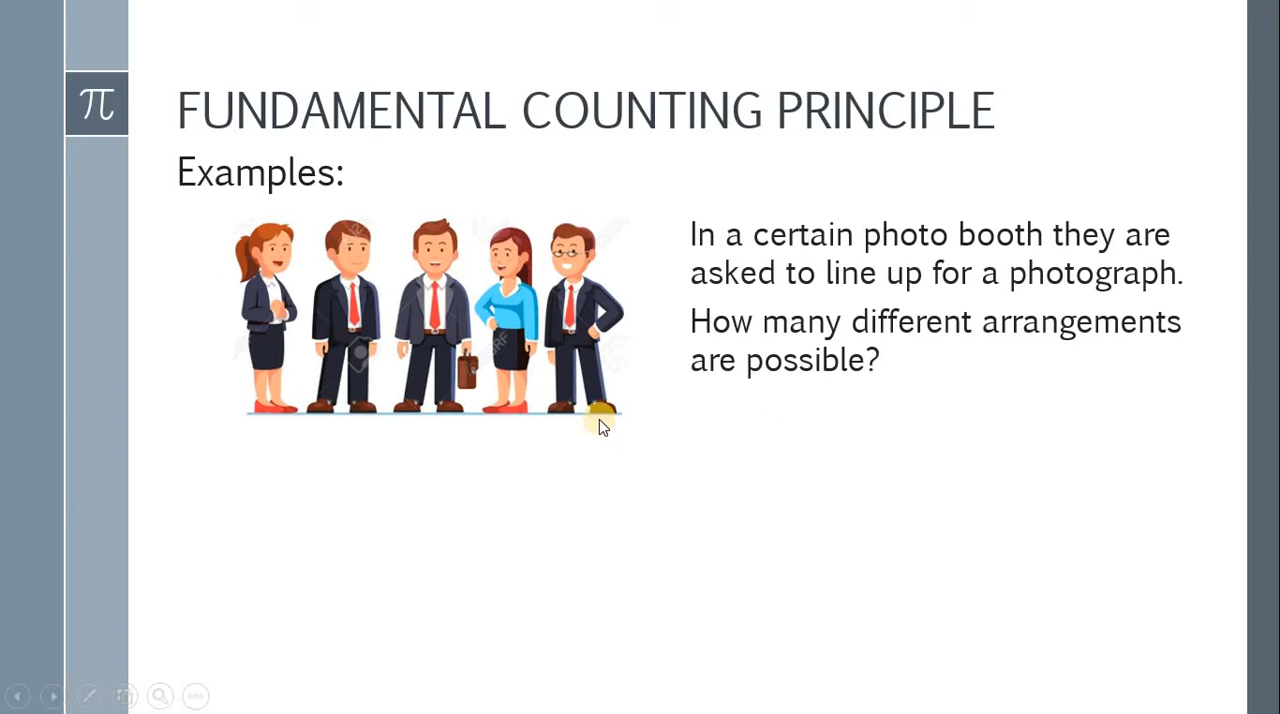 π
FUNDAMENTAL COUNTING PRINCIPLE
Examples:
In a certain photo booth they are
asked to line up for a photograph.
How many different arrangements
are possible?